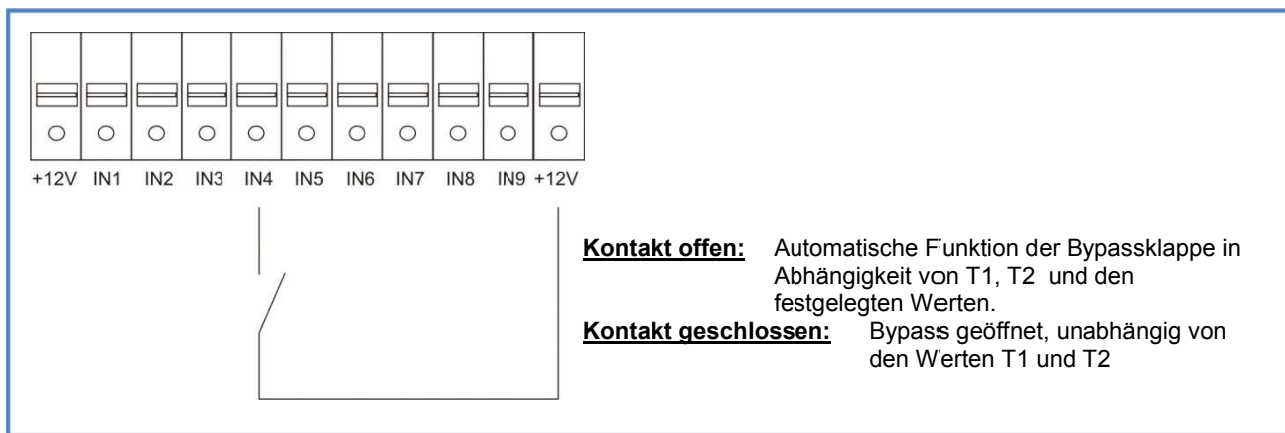 +12V IN1 IN2 IN3 IN4 IN5 IN6 IN7 IN8 IN9 +12V
Kontakt offen: Automatische Funktion der Bypassklappe in
Abhängigkeit von T1, T2 und den
festgelegten Werten.
Kontakt geschlossen: Bypass geöffnet, unabhängig von
den Werten T1 und T2